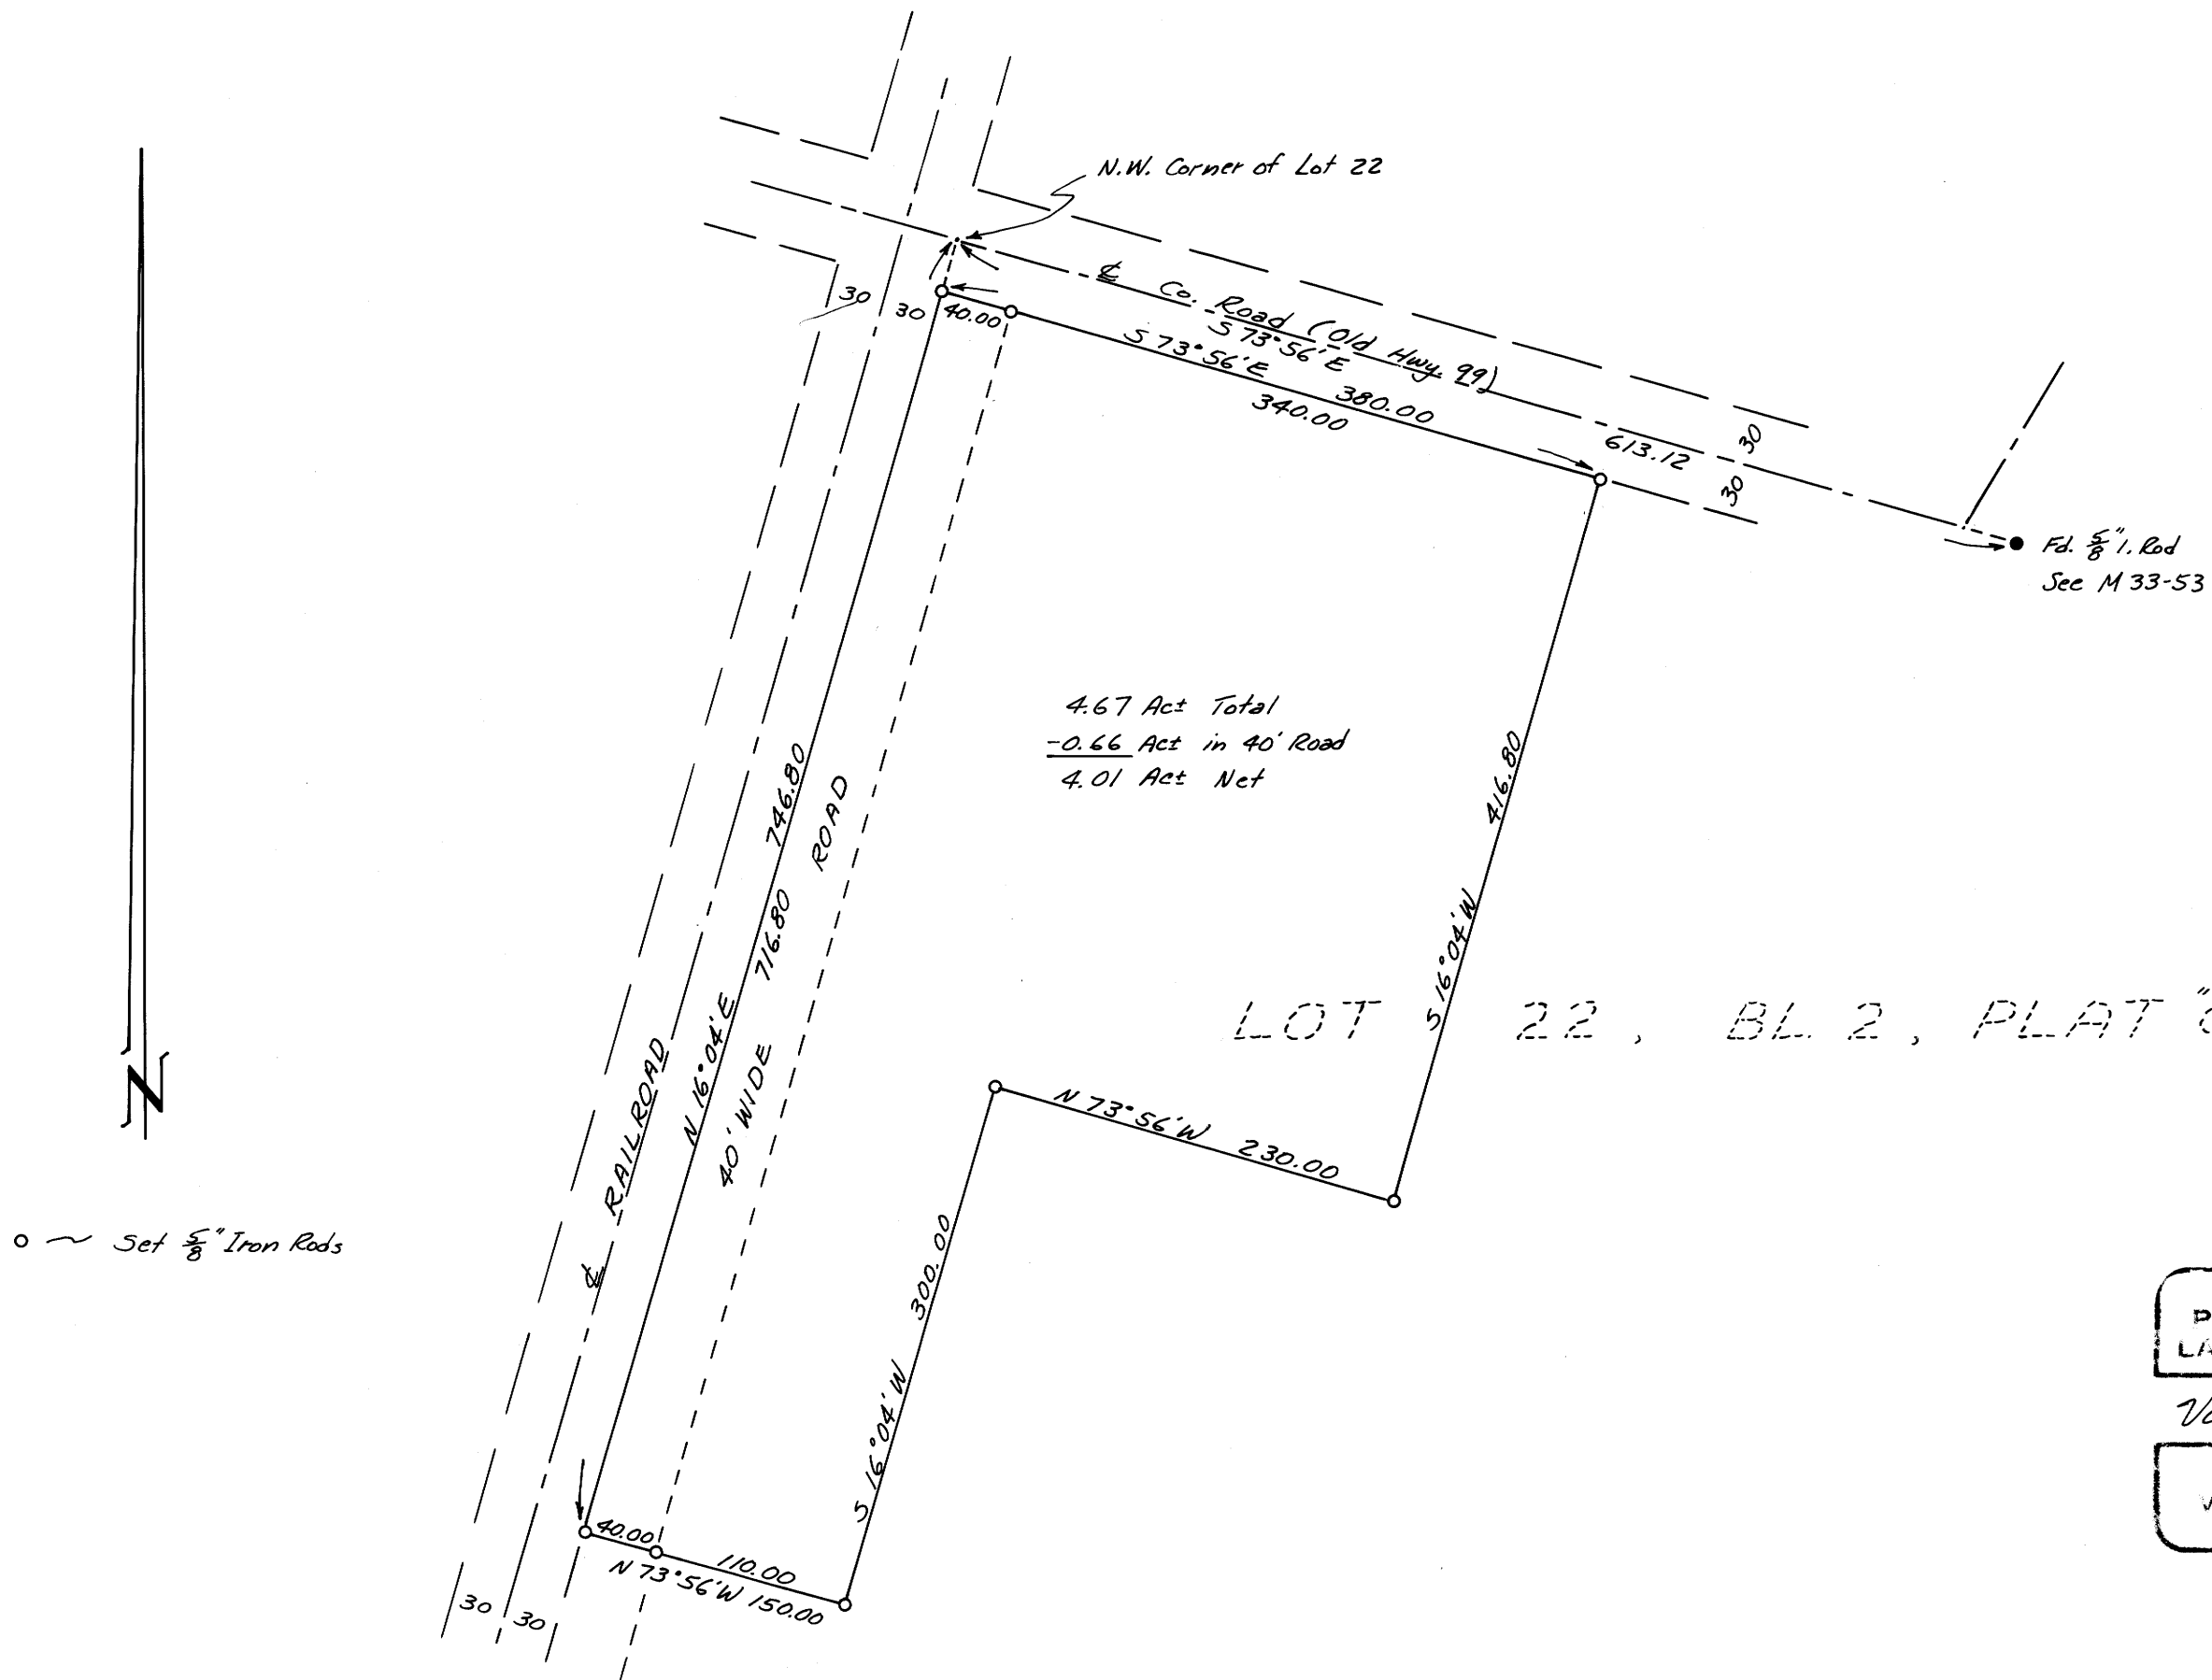 N.W. Corner of Lot 22
30
30
40.00
℄ Co. Road (Old Hwy. 99)
S 73°56'E
613.12
S 73°56'E 380.00
340.00
30
30
Fd. 5/8" I. Rod
See M 33-53
4.67 Ac± Total
-0.66 Ac± in 40' Road
4.01 Ac± Net
S 16°04'W 416.80
N 16°04'E 746.80
716.80
40' WIDE ROAD
℄ RAILROAD
N
LOT 22, BL. 2, PLAT "
N 73°56'W 230.00
S 16°04'W 300.00
Set 5/8" Iron Rods
40.00
110.00
N 73°56'W 150.00
30
30